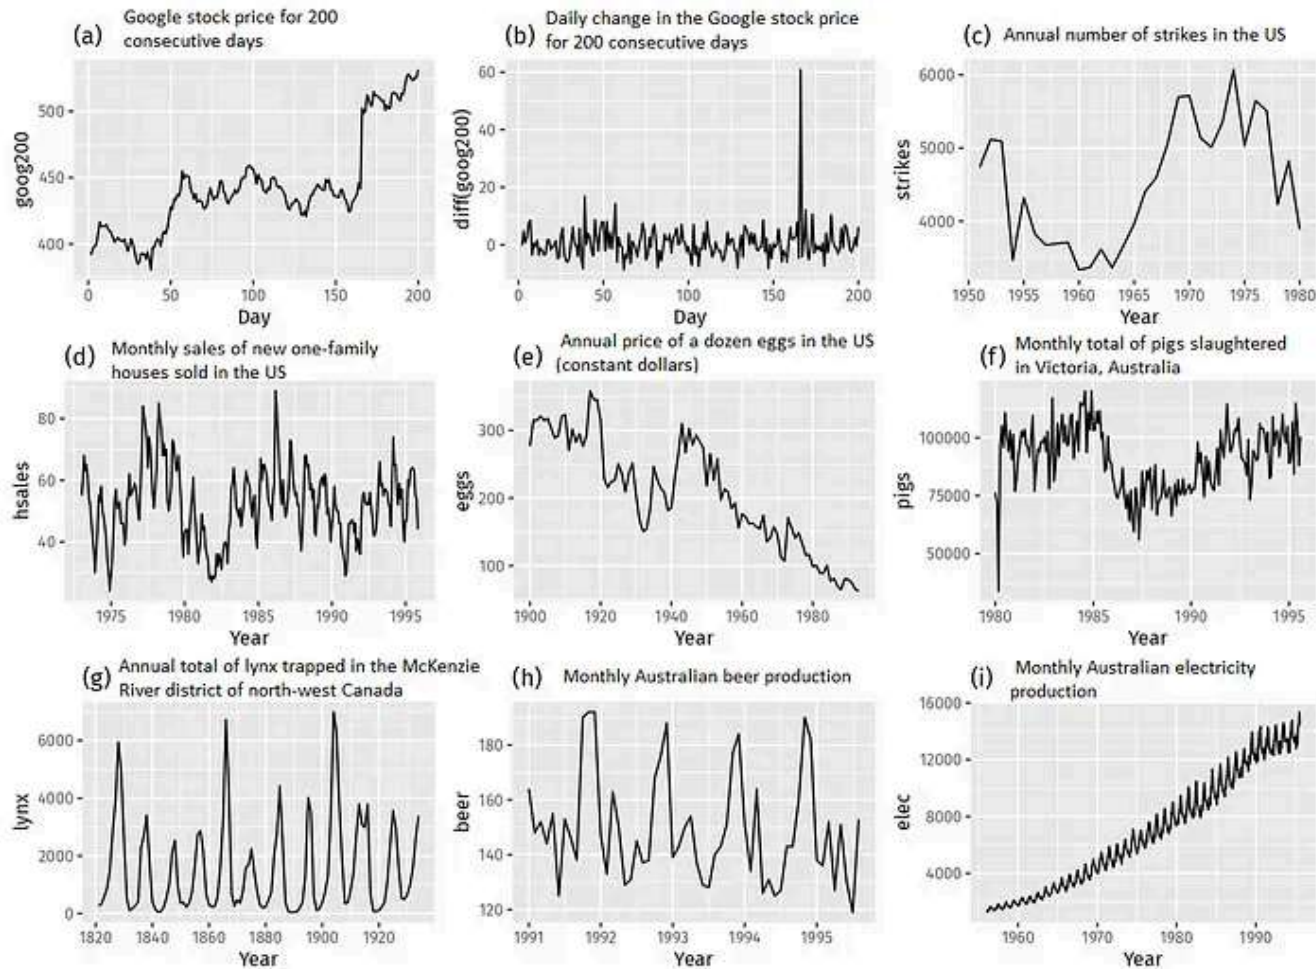 (a) Google stock price for 200
consecutive days
goog200
500
450
400
0 50 100 150 200
Day
(b) Daily change in the Google stock price
for 200 consecutive days
diff(goog200)
60
40
20
0
0 50 100 150 200
Day
(c) Annual number of strikes in the US
strikes
6000
5000
4000
1950 1955 1960 1965 1970 1975 1980
Year
(d) Monthly sales of new one-family
houses sold in the US
hsales
80
60
40
1975 1980 1985 1990 1995
Year
(e) Annual price of a dozen eggs in the US
(constant dollars)
eggs
300
200
100
1900 1920 1940 1960 1980
Year
(f) Monthly total of pigs slaughtered
in Victoria, Australia
pigs
100000
75000
50000
1980 1985 1990 1995
Year
(g) Annual total of lynx trapped in the McKenzie
River district of north-west Canada
lynx
6000
4000
2000
0
1820 1840 1860 1880 1900 1920
Year
(h) Monthly Australian beer production
beer
180
160
140
120
1991 1992 1993 1994 1995
Year
(i) Monthly Australian electricity
production
elec
16000
12000
8000
4000
1960 1970 1980 1990
Year